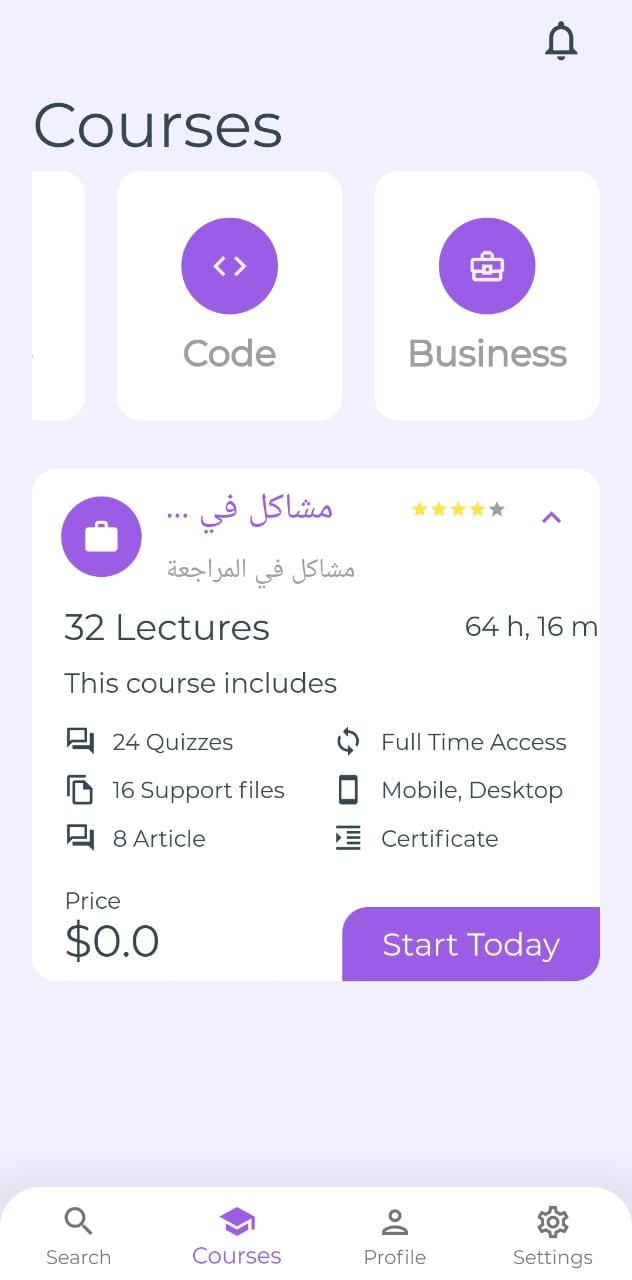 Courses
Code
Business
مشاكل في ...
مشاكل في المراجعة
32 Lectures
64 h, 16 m
This course includes
24 Quizzes
Full Time Access
16 Support files
Mobile, Desktop
8 Article
Certificate
Price
$0.0
Start Today
Search
Courses
Profile
Settings